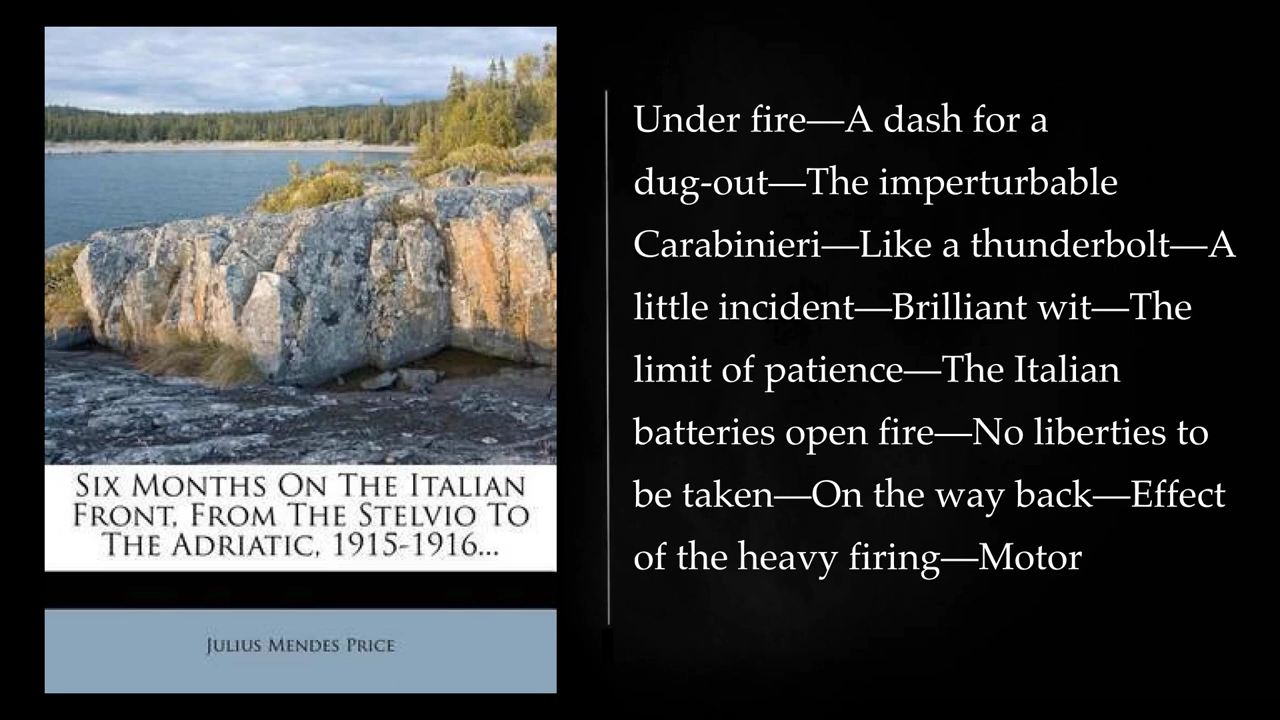 Six Months On The Italian
Front, From The Stelvio To
The Adriatic, 1915-1916...
Julius Mendes Price
Under fire—A dash for a
dug-out—The imperturbable
Carabinieri—Like a thunderbolt—A
little incident—Brilliant wit—The
limit of patience—The Italian
batteries open fire—No liberties to
be taken—On the way back—Effect
of the heavy firing—Motor